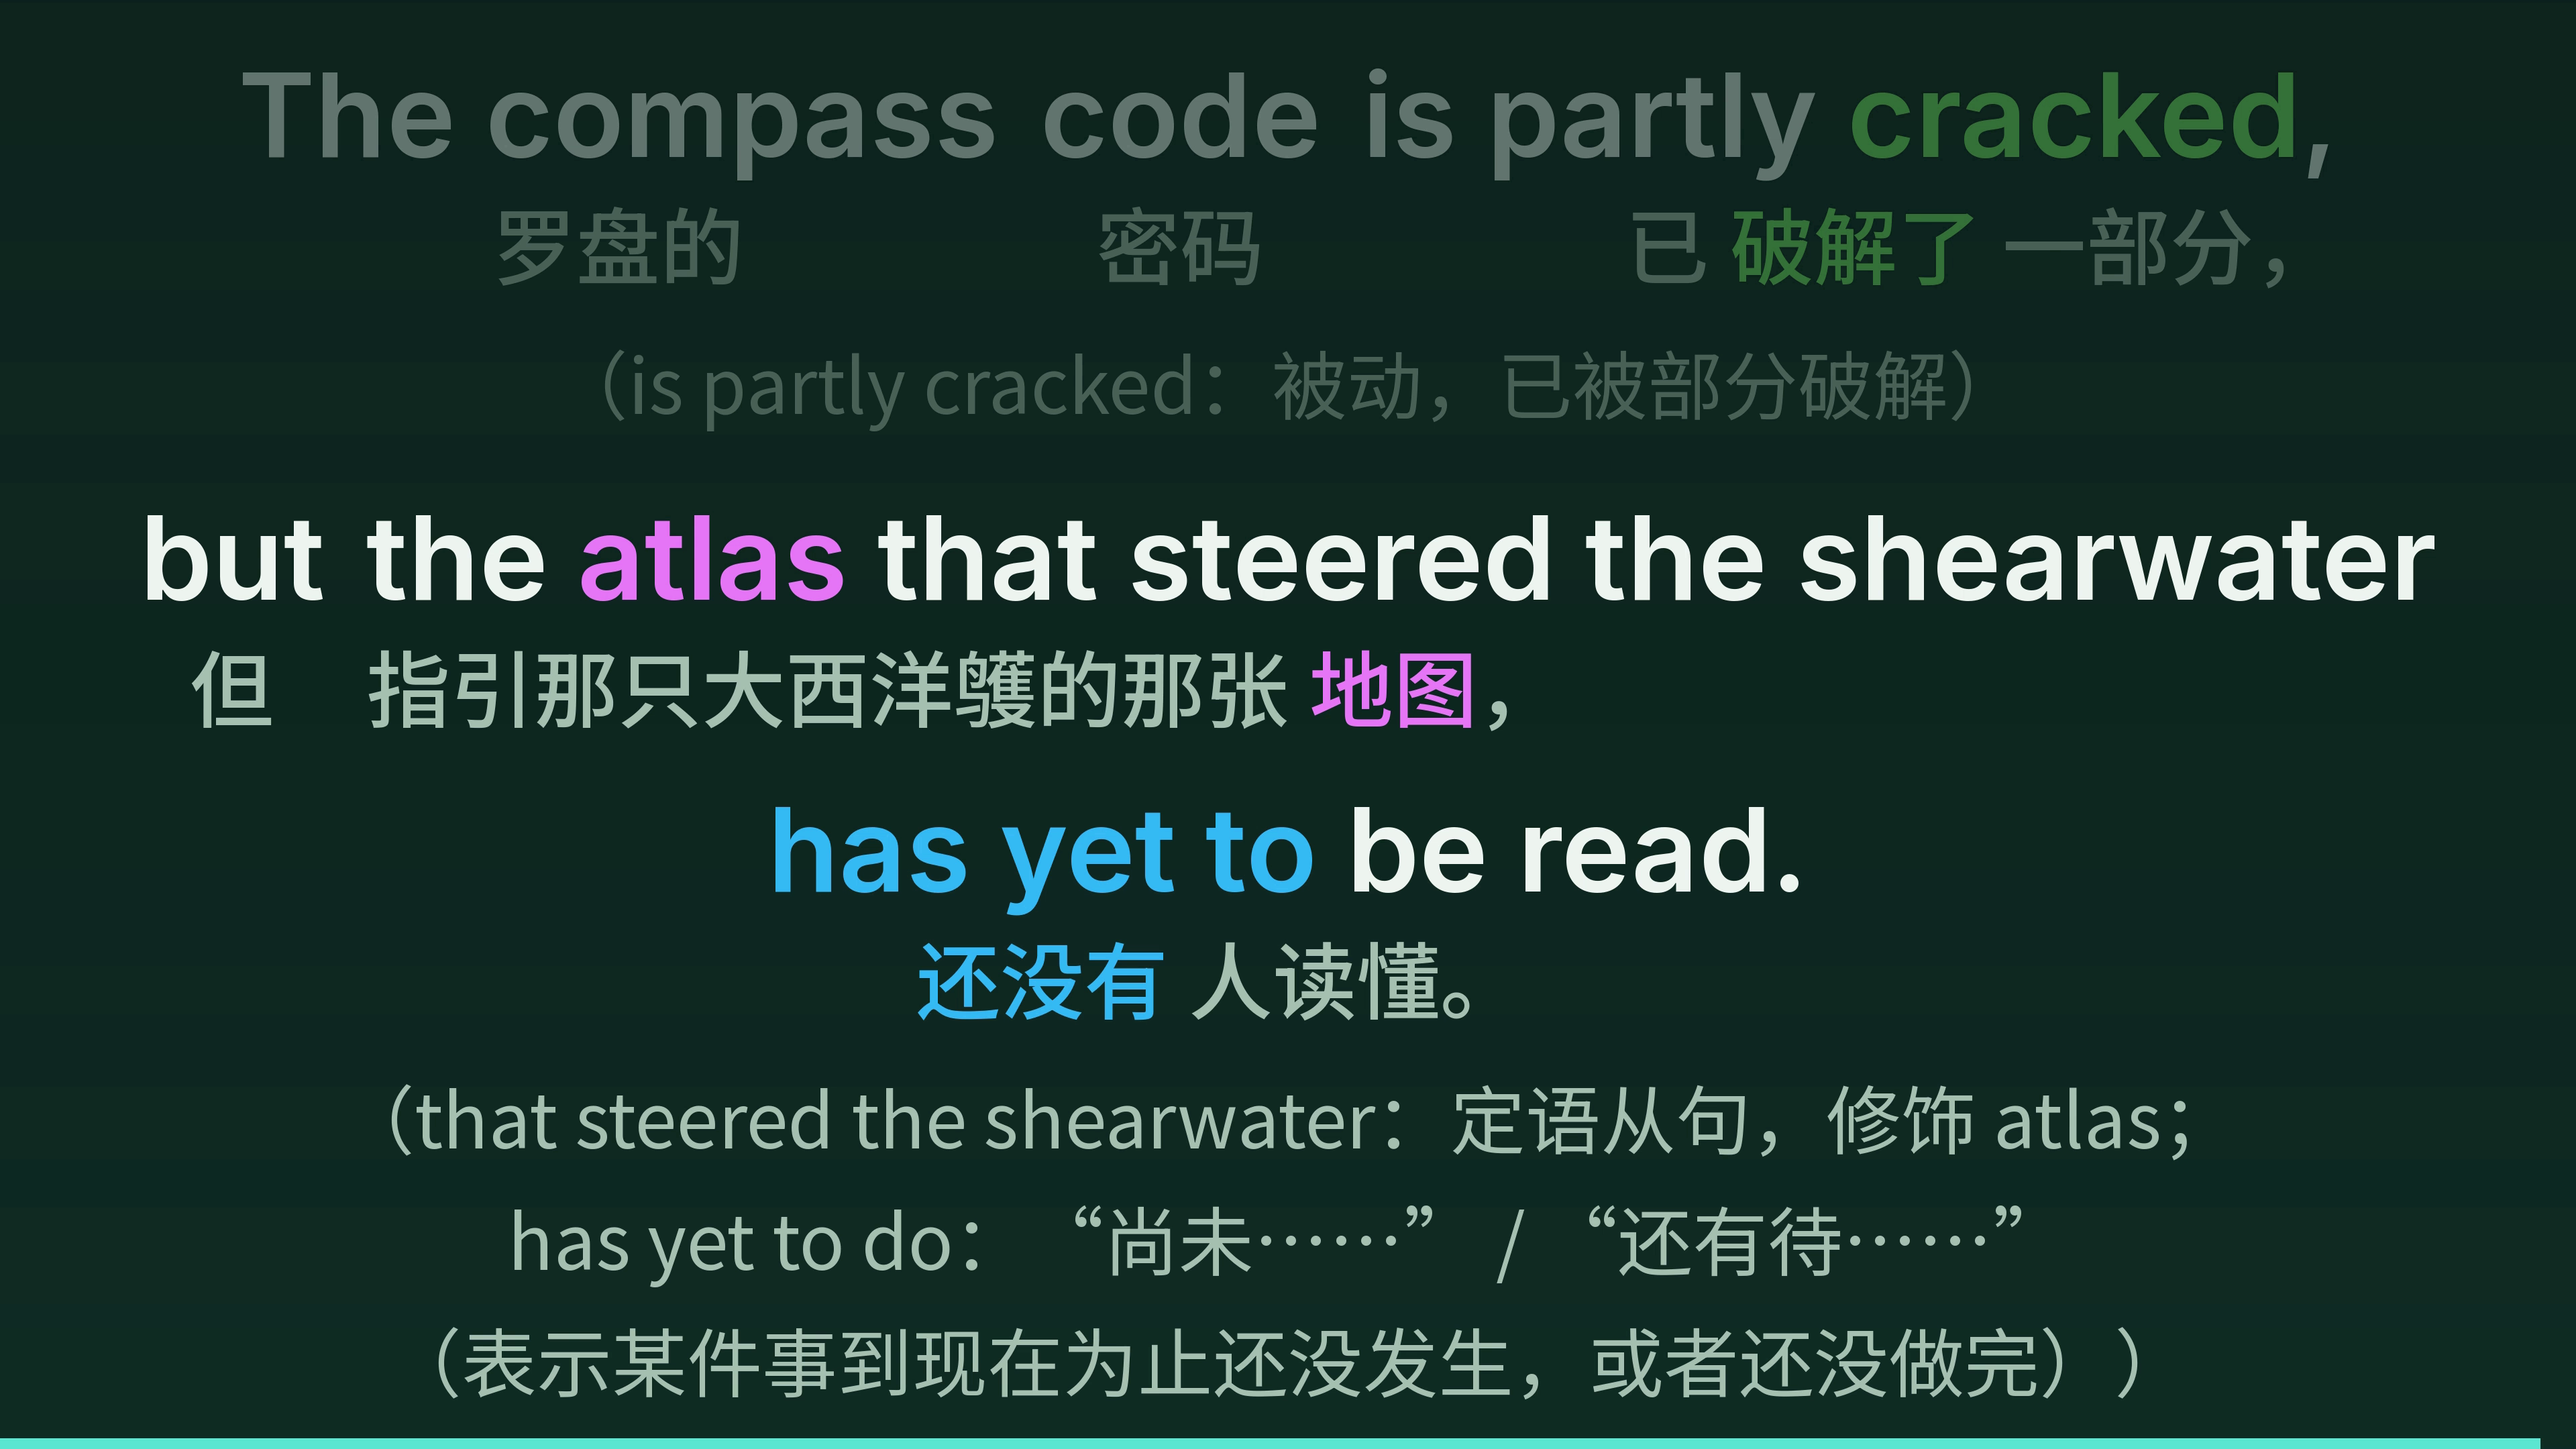 The compass code is partly cracked,
罗盘的 密码 已 破解了 一部分，
（is partly cracked：被动，已被部分破解）
but the atlas that steered the shearwater
但 指引那只大西洋鹱的那张 地图，
has yet to be read.
还没有 人读懂。
（that steered the shearwater：定语从句，修饰 atlas；
has yet to do：“尚未……” / “还有待……”
（表示某件事到现在为止还没发生，或者还没做完））